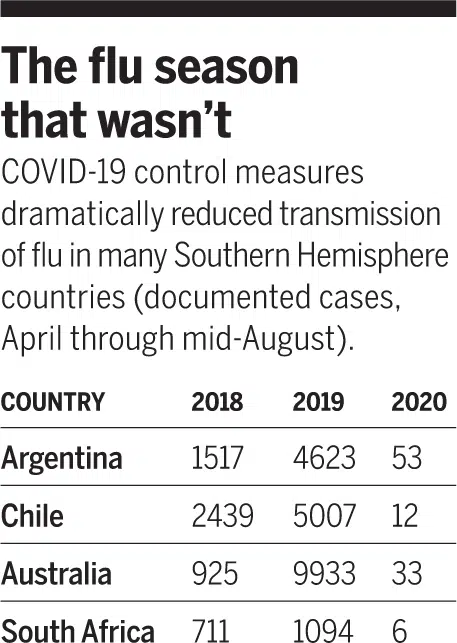 The flu season
that wasn’t
COVID-19 control measures
dramatically reduced transmission
of flu in many Southern Hemisphere
countries (documented cases,
April through mid-August).
COUNTRY 2018 2019 2020
Argentina 1517 4623 53
Chile 2439 5007 12
Australia 925 9933 33
South Africa 711 1094 6